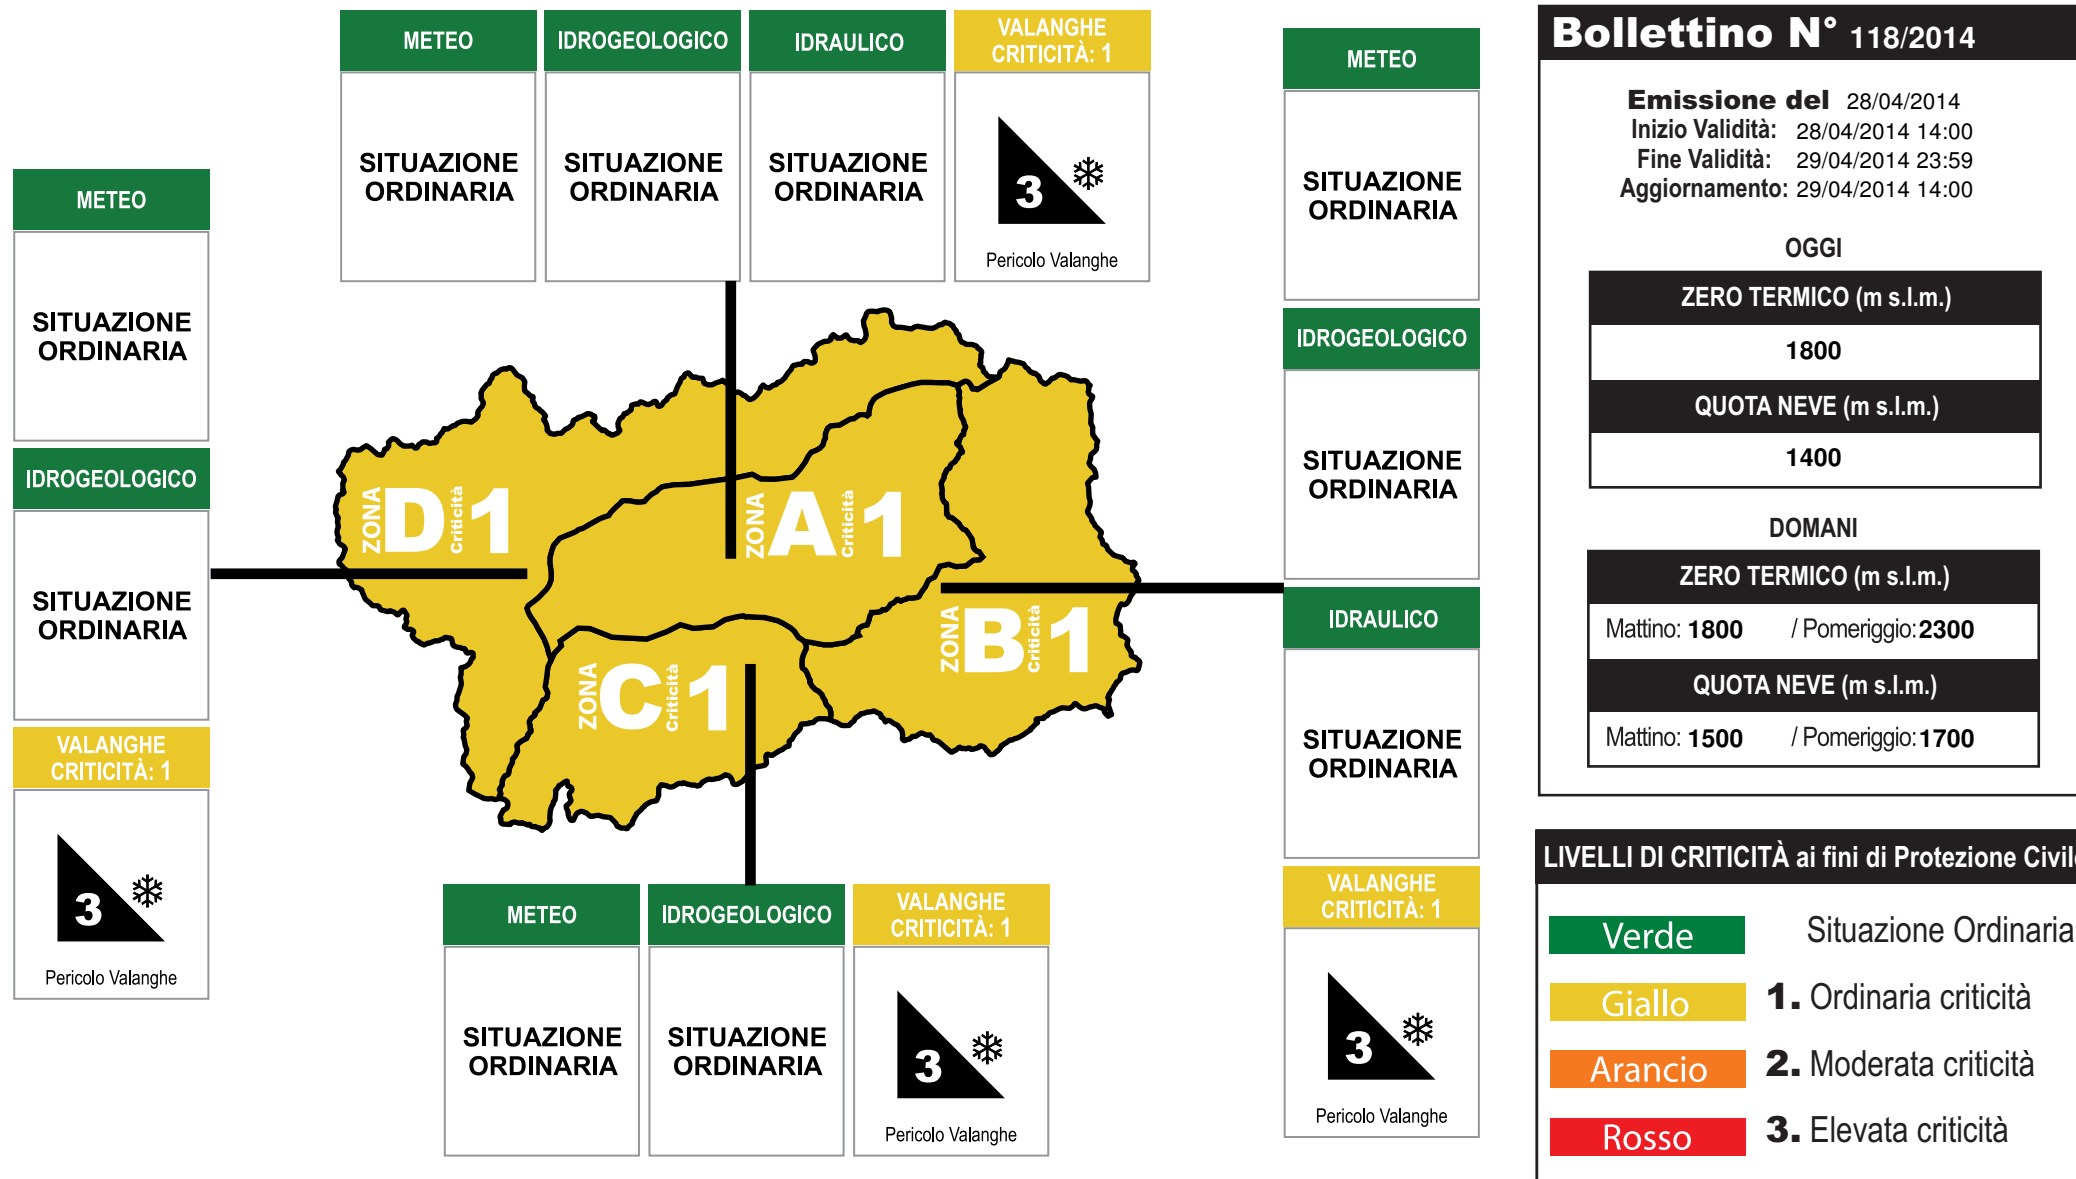 METEO
IDROGEOLOGICO
IDRAULICO
VALANGHE
CRITICITÀ: 1
SITUAZIONE
ORDINARIA
SITUAZIONE
ORDINARIA
SITUAZIONE
ORDINARIA
3
Pericolo Valanghe
METEO
SITUAZIONE
ORDINARIA
IDROGEOLOGICO
SITUAZIONE
ORDINARIA
VALANGHE
CRITICITÀ: 1
3
Pericolo Valanghe
ZONA D Criticità 1
ZONA A Criticità 1
ZONA B Criticità 1
ZONA C Criticità 1
METEO
IDROGEOLOGICO
VALANGHE
CRITICITÀ: 1
SITUAZIONE
ORDINARIA
SITUAZIONE
ORDINARIA
3
Pericolo Valanghe
METEO
SITUAZIONE
ORDINARIA
IDROGEOLOGICO
SITUAZIONE
ORDINARIA
IDRAULICO
SITUAZIONE
ORDINARIA
VALANGHE
CRITICITÀ: 1
3
Pericolo Valanghe
Bollettino N° 118/2014
Emissione del 28/04/2014
Inizio Validità: 28/04/2014 14:00
Fine Validità: 29/04/2014 23:59
Aggiornamento: 29/04/2014 14:00
OGGI
ZERO TERMICO (m s.l.m.)
1800
QUOTA NEVE (m s.l.m.)
1400
DOMANI
ZERO TERMICO (m s.l.m.)
Mattino: 1800 / Pomeriggio: 2300
QUOTA NEVE (m s.l.m.)
Mattino: 1500 / Pomeriggio: 1700
LIVELLI DI CRITICITÀ ai fini di Protezione Civile
Verde Situazione Ordinaria
Giallo 1. Ordinaria criticità
Arancio 2. Moderata criticità
Rosso 3. Elevata criticità